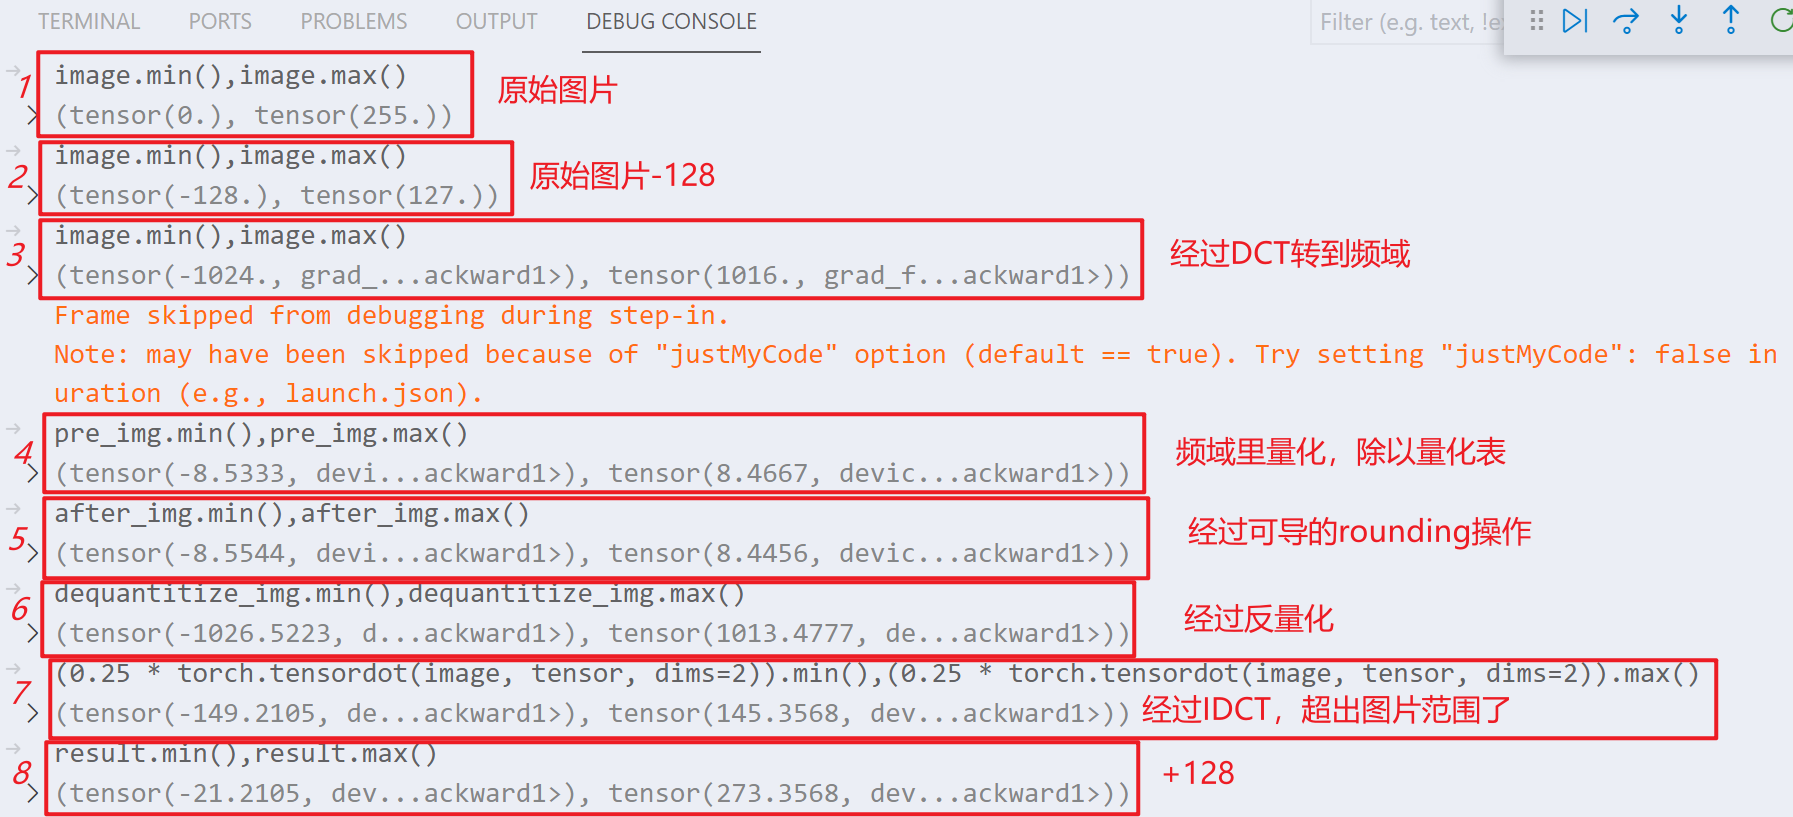 TERMINAL PORTS PROBLEMS OUTPUT DEBUG CONSOLE Filter (e.g. text, !e
1 image.min(),image.max() 原始图片
(tensor(0.), tensor(255.))
2 image.min(),image.max() 原始图片-128
(tensor(-128.), tensor(127.))
3 image.min(),image.max() 经过DCT转到频域
(tensor(-1024., grad_...ackward1>), tensor(1016., grad_f...ackward1>))
Frame skipped from debugging during step-in.
Note: may have been skipped because of "justMyCode" option (default == true). Try setting "justMyCode": false in
uration (e.g., launch.json).
4 pre_img.min(),pre_img.max() 频域里量化，除以量化表
(tensor(-8.5333, devi...ackward1>), tensor(8.4667, devic...ackward1>))
5 after_img.min(),after_img.max() 经过可导的rounding操作
(tensor(-8.5544, devi...ackward1>), tensor(8.4456, devic...ackward1>))
6 dequantitize_img.min(),dequantitize_img.max() 经过反量化
(tensor(-1026.5223, d...ackward1>), tensor(1013.4777, de...ackward1>))
7 (0.25 * torch.tensordot(image, tensor, dims=2)).min(),(0.25 * torch.tensordot(image, tensor, dims=2)).max()
(tensor(-149.2105, de...ackward1>), tensor(145.3568, dev...ackward1>)) 经过IDCT，超出图片范围了
8 result.min(),result.max() +128
(tensor(-21.2105, dev...ackward1>), tensor(273.3568, dev...ackward1>))